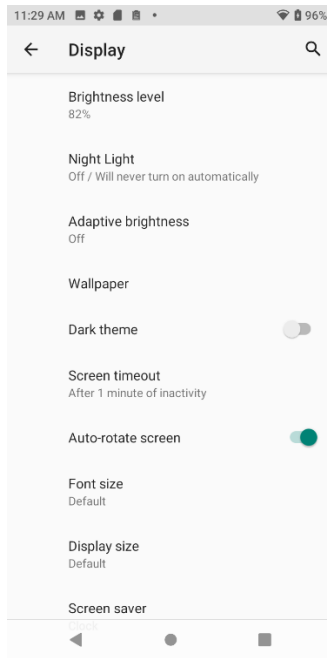 11:29 AM
96%
Display
Brightness level
82%
Night Light
Off / Will never turn on automatically
Adaptive brightness
Off
Wallpaper
Dark theme
Screen timeout
After 1 minute of inactivity
Auto-rotate screen
Font size
Default
Display size
Default
Screen saver
Clock